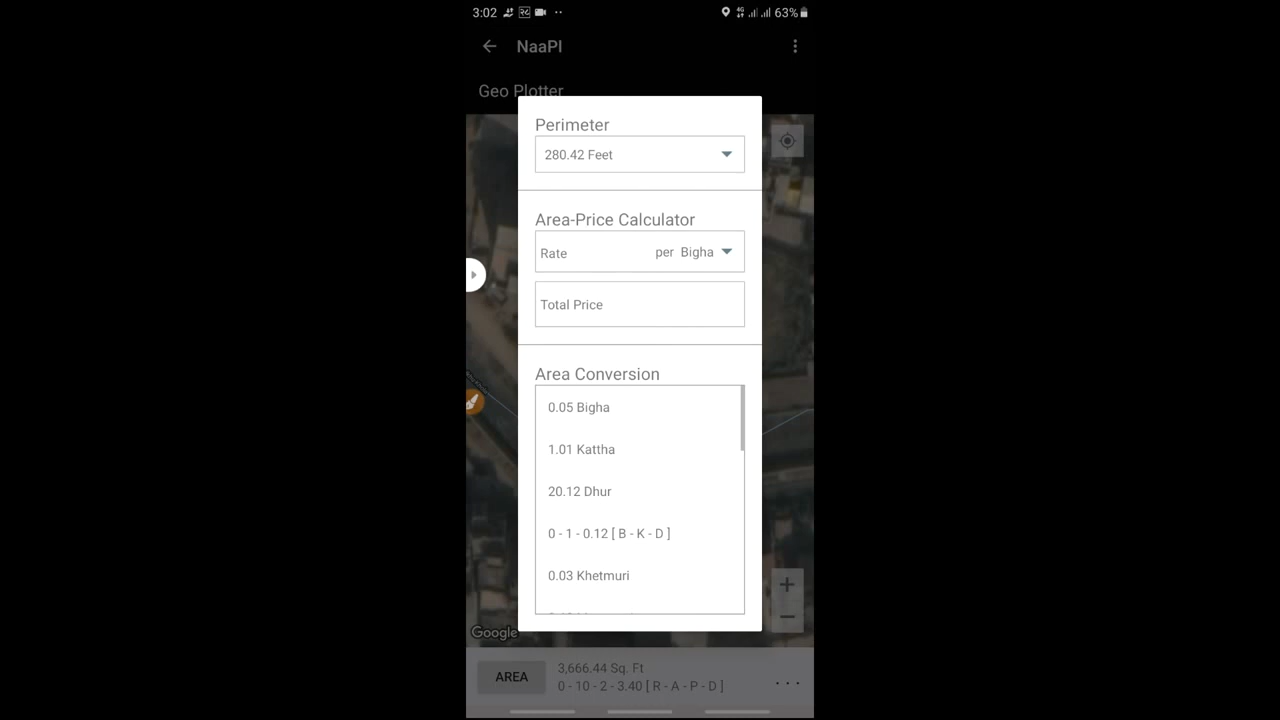 3:02
4G
63%
NaaPI
Geo Plotter
Perimeter
280.42 Feet
Area-Price Calculator
Rate per Bigha
Total Price
Area Conversion
0.05 Bigha
1.01 Kattha
20.12 Dhur
0 - 1 - 0.12 [ B - K - D ]
0.03 Khetmuri
Google
AREA
3,666.44 Sq. Ft
0 - 10 - 2 - 3.40 [ R - A - P - D ]